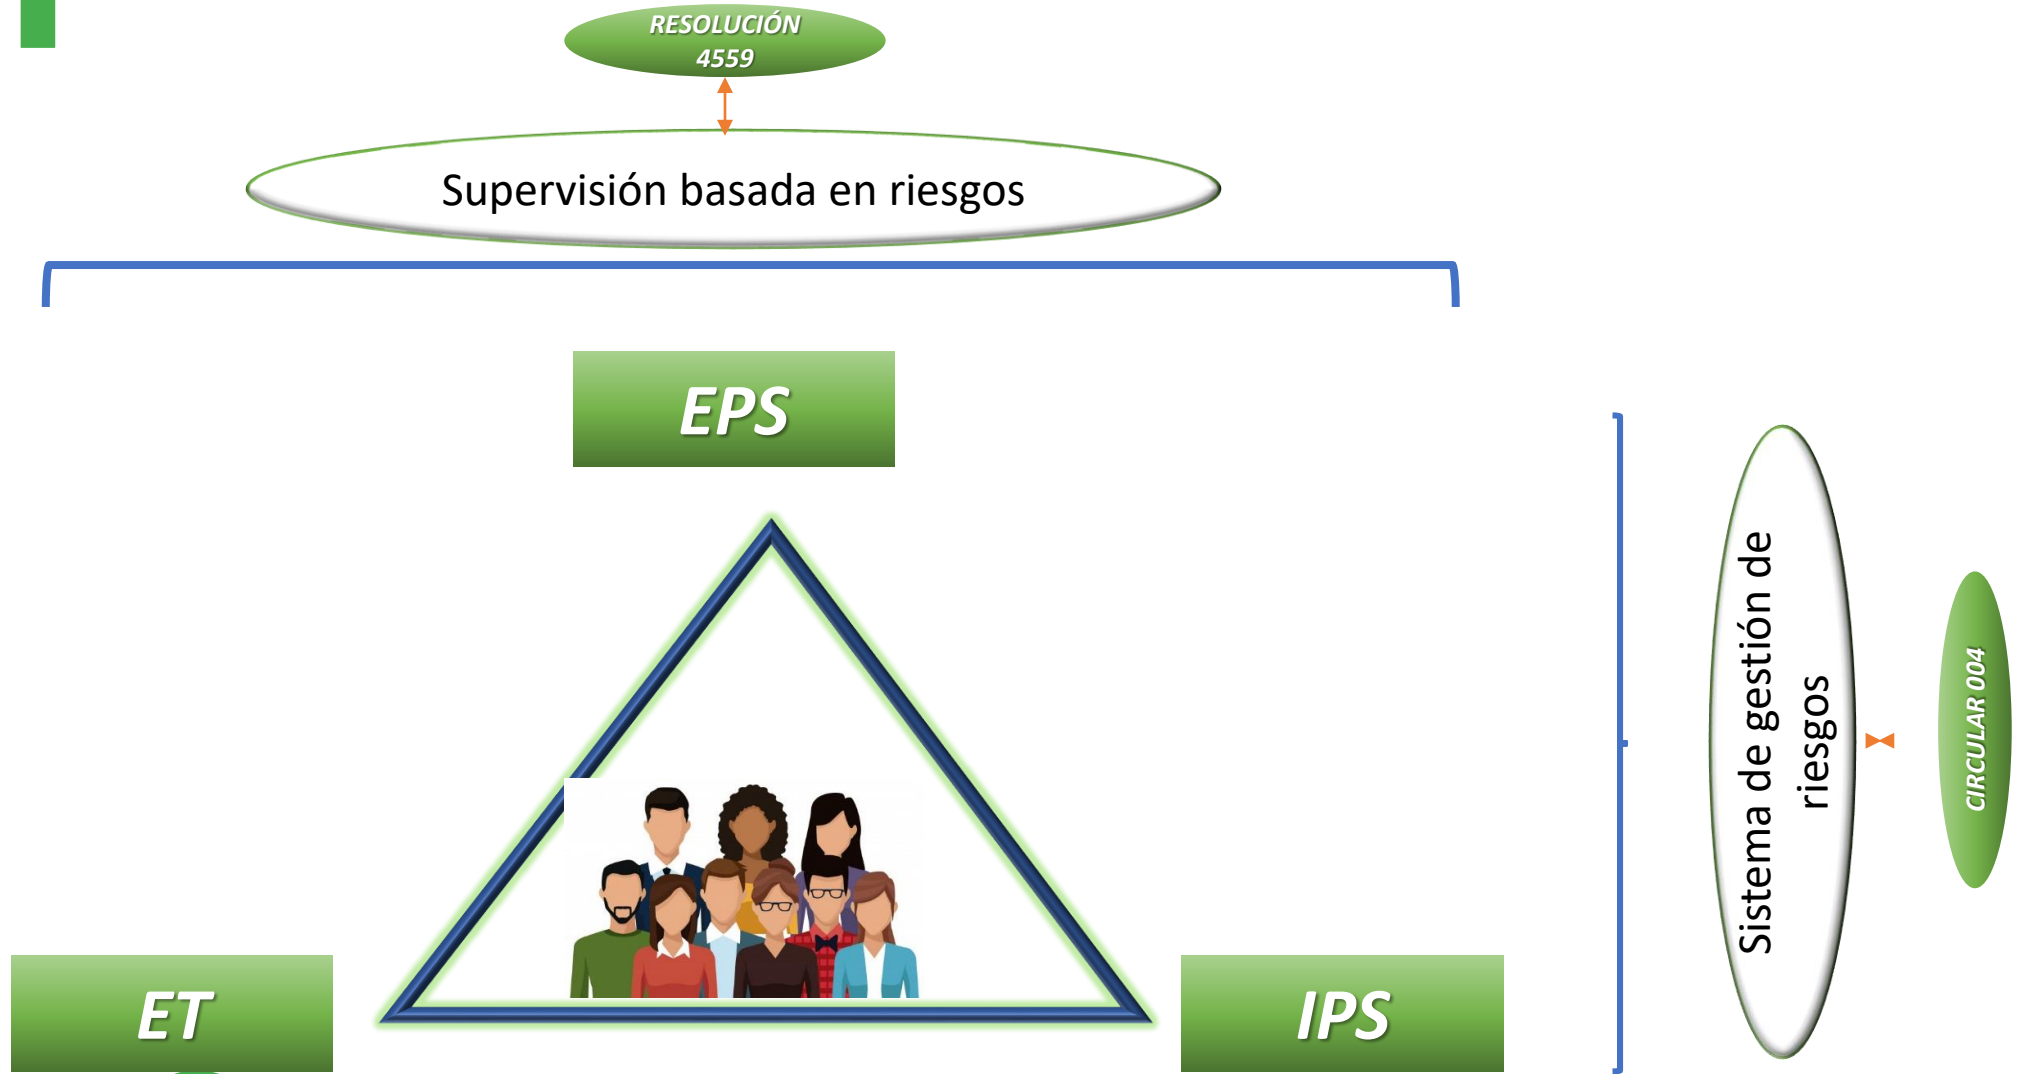 RESOLUCIÓN
4559
Supervisión basada en riesgos
EPS
Sistema de gestión de
riesgos
CIRCULAR 004
ET
IPS